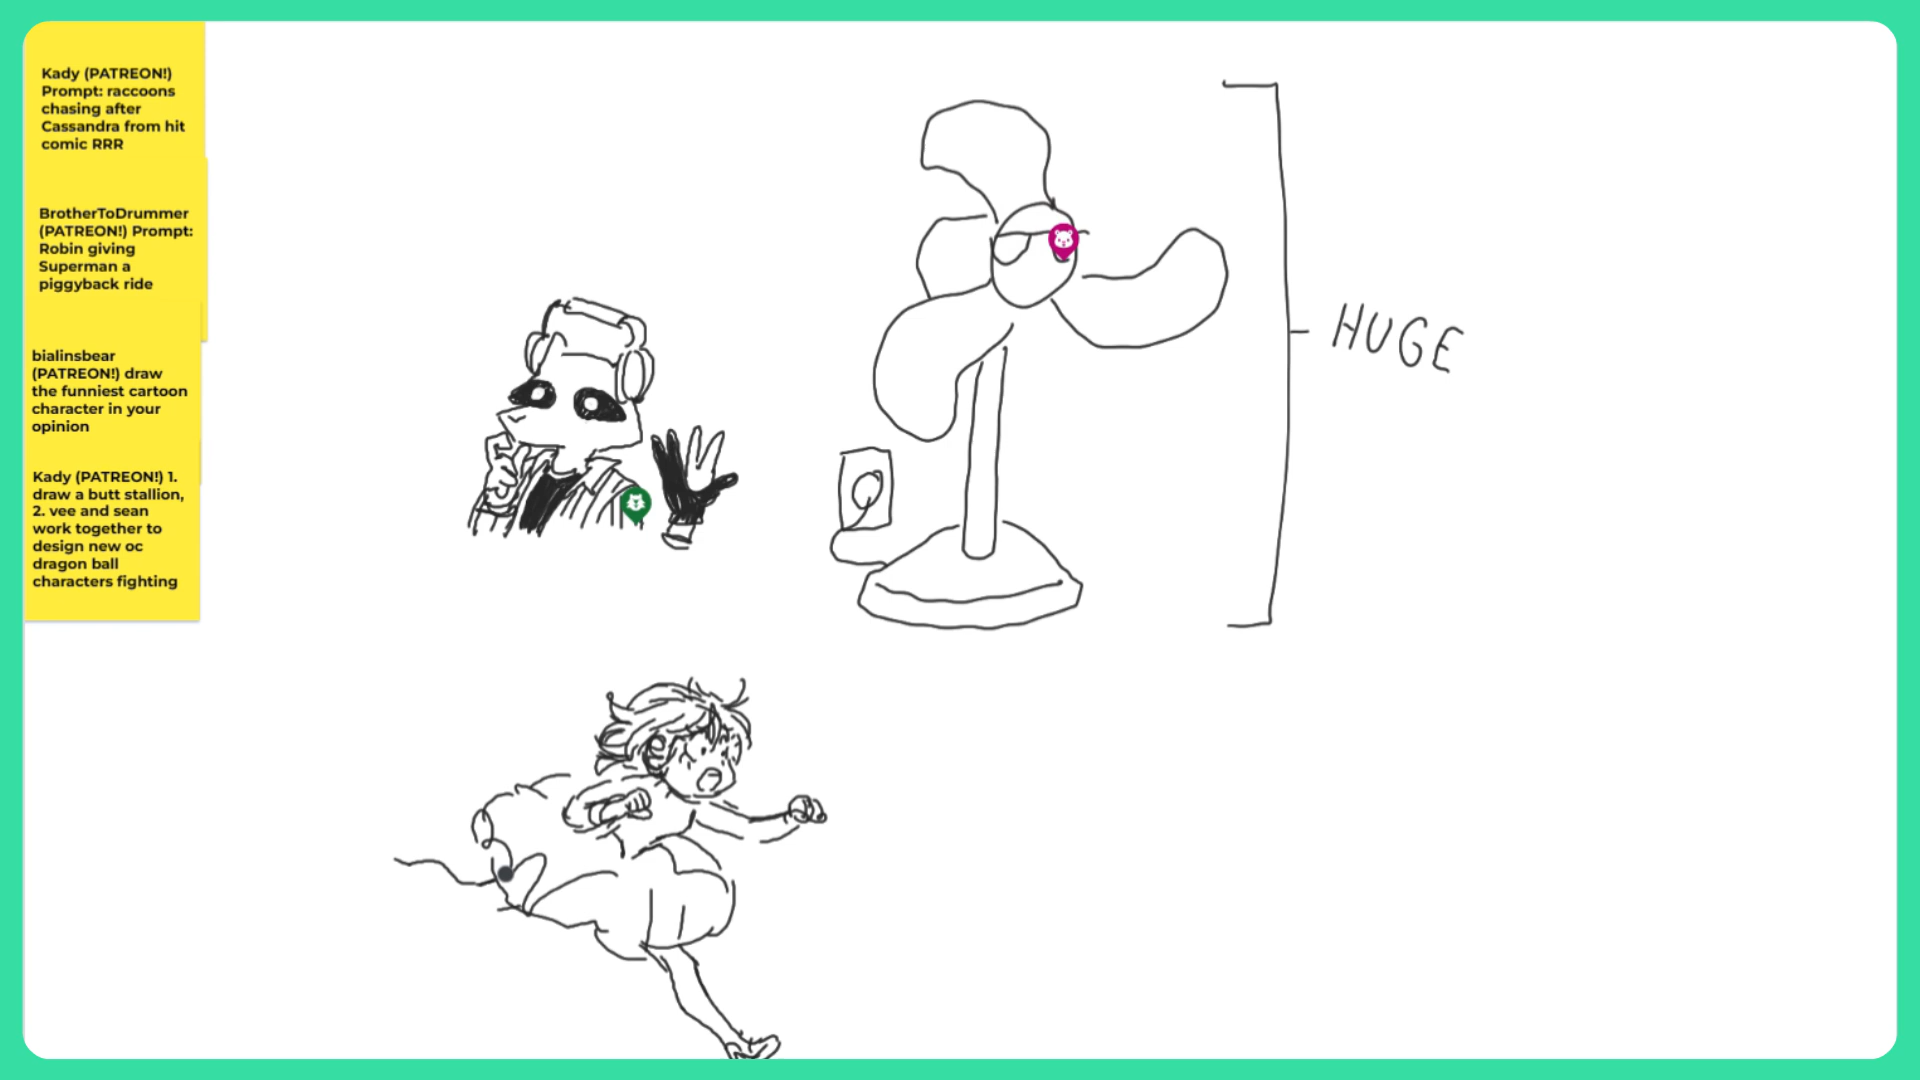 Kady (PATREON!)
Prompt: raccoons
chasing after
Cassandra from hit
comic RRR
BrotherToDrummer
(PATREON!) Prompt:
Robin giving
Superman a
piggyback ride
bialinsbear
(PATREON!) draw
the funniest cartoon
character in your
opinion
Kady (PATREON!) 1.
draw a butt stallion,
2. vee and sean
work together to
design new oc
dragon ball
characters fighting
HUGE